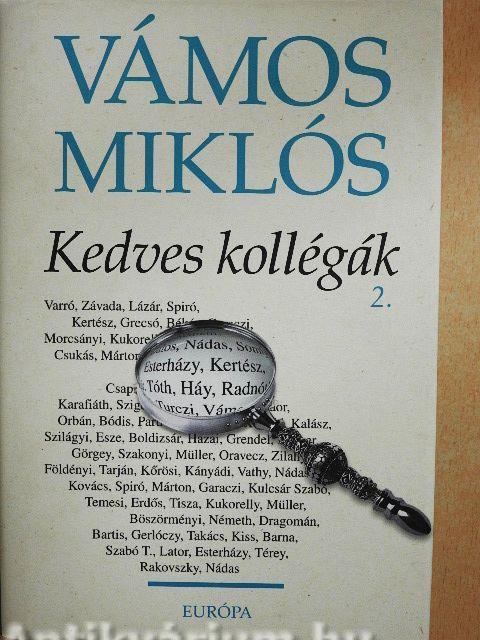 VÁMOS
MIKLÓS
Kedves kollégák
2.
Varró, Závada, Lázár, Spiró,
Kertész, Grecsó,
Morcsányi,
Csukás,
Nádas,
Esterházy, Kertész,
Tóth, Háy,
Karafiáth,
Turczi,
Orbán, Bódis, Kalász,
Szilágyi, Esze, Boldizsár, Hazai, Grendel,
Görgey, Szakonyi, Müller, Oravecz,
Földényi, Tarján, Kőrösi, Kányádi, Vathy, Nádas
Kovács, Spiró, Márton, Garaczi, Kulcsár Szabó,
Temesi, Erdős, Tisza, Kukorelly, Müller,
Böszörményi, Németh, Dragomán,
Bartis, Gerlóczy, Takács, Kiss, Barna,
Szabó T., Lator, Esterházy, Térey,
Rakovszky, Nádas
EURÓPA